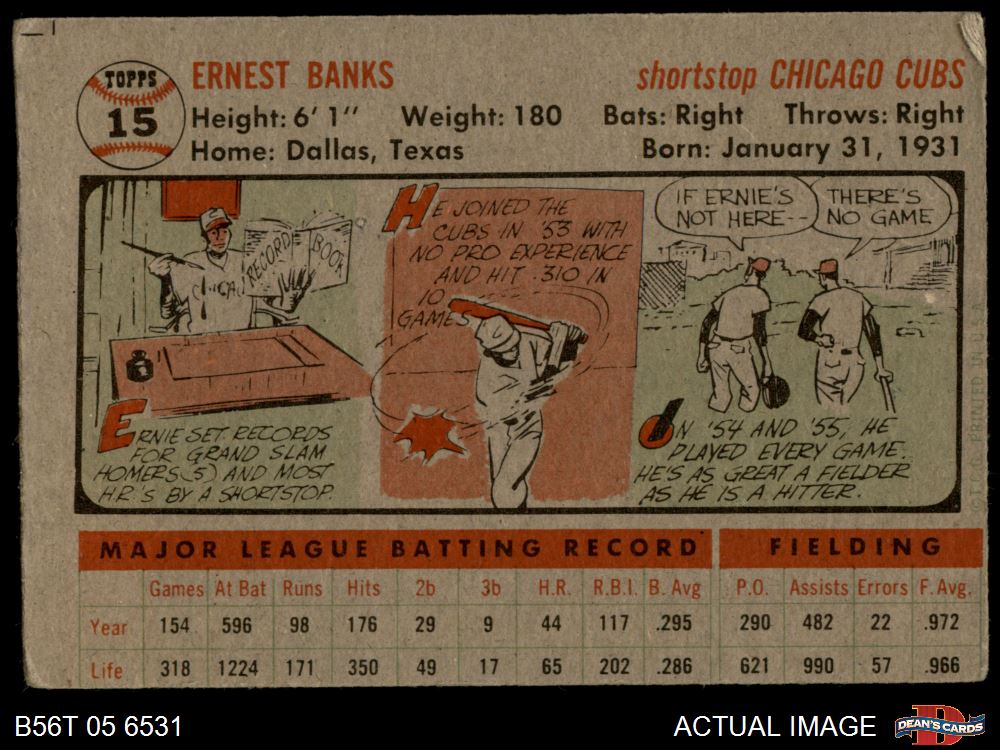 TOPPS
15
ERNEST BANKS
shortstop CHICAGO CUBS
Height: 6' 1" Weight: 180 Bats: Right Throws: Right
Home: Dallas, Texas Born: January 31, 1931
RECORD BOOK
CHICA
ERNIE SET RECORDS
FOR GRAND SLAM
HOMERS (5) AND MOST
H.R.'S BY A SHORTSTOP.
HE JOINED THE
CUBS IN '53 WITH
NO PRO EXPERIENCE
AND HIT .310 IN
10
GAMES
IF ERNIE'S
NOT HERE--
THERE'S
NO GAME
IN '54 AND '55, HE
PLAYED EVERY GAME.
HE'S AS GREAT A FIELDER
AS HE IS A HITTER.
PRINTED IN U.S.A.
MAJOR LEAGUE BATTING RECORD FIELDING
Games At Bat Runs Hits 2b 3b H.R. R.B.I. B. Avg P.O. Assists Errors F. Avg.
Year 154 596 98 176 29 9 44 117 .295 290 482 22 .972
Life 318 1224 171 350 49 17 65 202 .286 621 990 57 .966
B56T 05 6531
ACTUAL IMAGE
DEAN'S CARDS